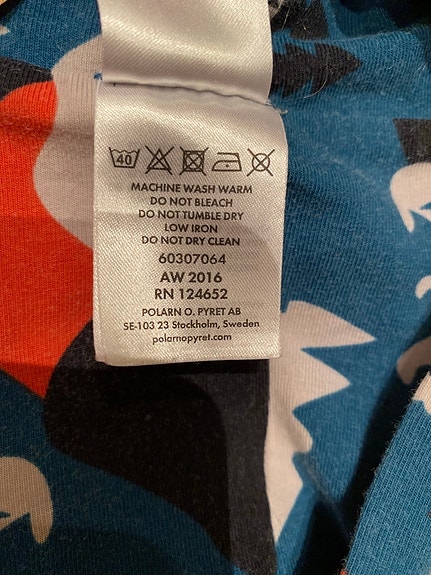 40
MACHINE WASH WARM
DO NOT BLEACH
DO NOT TUMBLE DRY
LOW IRON
DO NOT DRY CLEAN
60307064
AW 2016
RN 124652
POLARN O. PYRET AB
SE-103 23 Stockholm, Sweden
polarnopyret.com